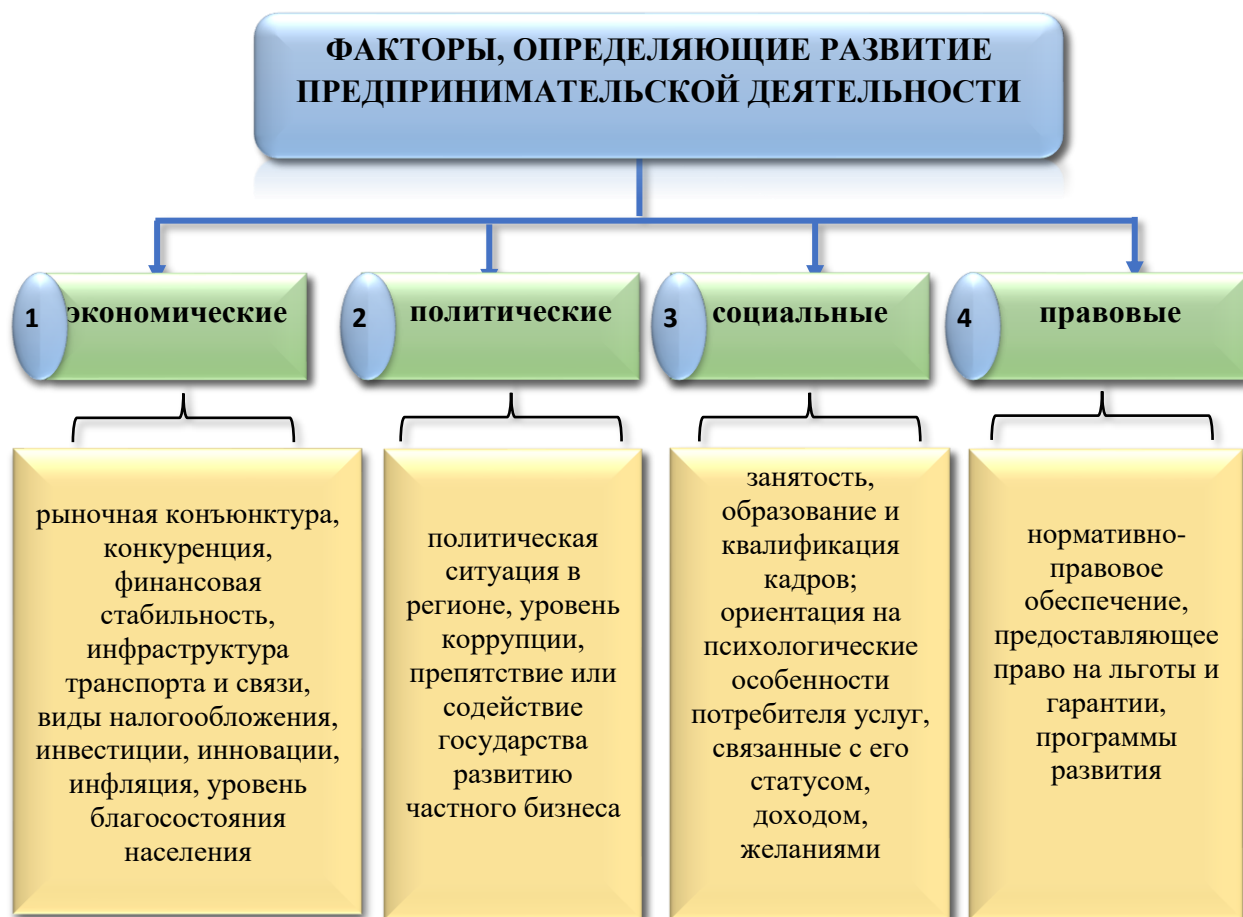 ФАКТОРЫ, ОПРЕДЕЛЯЮЩИЕ РАЗВИТИЕ
ПРЕДПРИНИМАТЕЛЬСКОЙ ДЕЯТЕЛЬНОСТИ
1 экономические
2 политические
3 социальные
4 правовые
рыночная конъюнктура,
конкуренция,
финансовая
стабильность,
инфраструктура
транспорта и связи,
виды налогообложения,
инвестиции, инновации,
инфляция, уровень
благосостояния
населения
политическая
ситуация в
регионе, уровень
коррупции,
препятствие или
содействие
государства
развитию
частного бизнеса
занятость,
образование и
квалификация
кадров;
ориентация на
психологические
особенности
потребителя услуг,
связанные с его
статусом,
доходом,
желаниями
нормативно-
правовое
обеспечение,
предоставляющее
право на льготы и
гарантии,
программы
развития